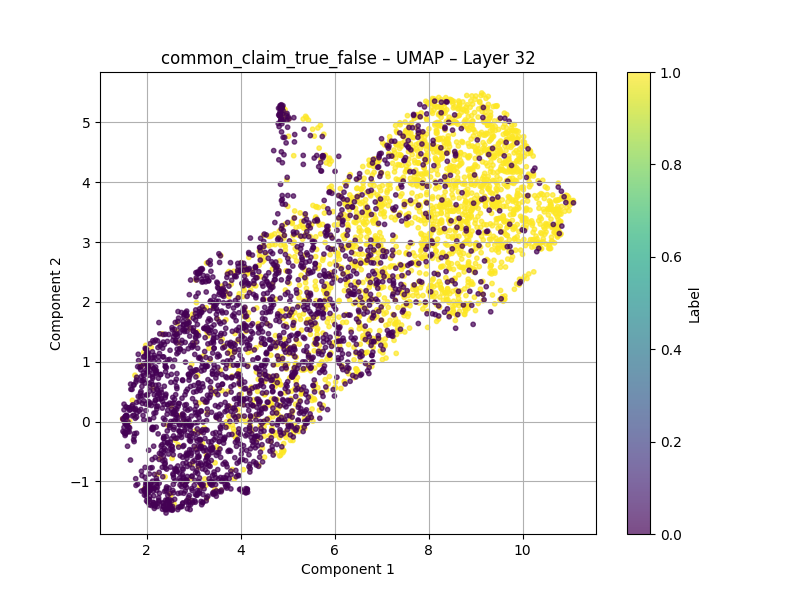 common_claim_true_false – UMAP – Layer 32
Component 2
5
4
3
2
1
0
−1
2 4 6 8 10
Component 1
1.0
0.8
0.6
0.4
0.2
0.0
Label